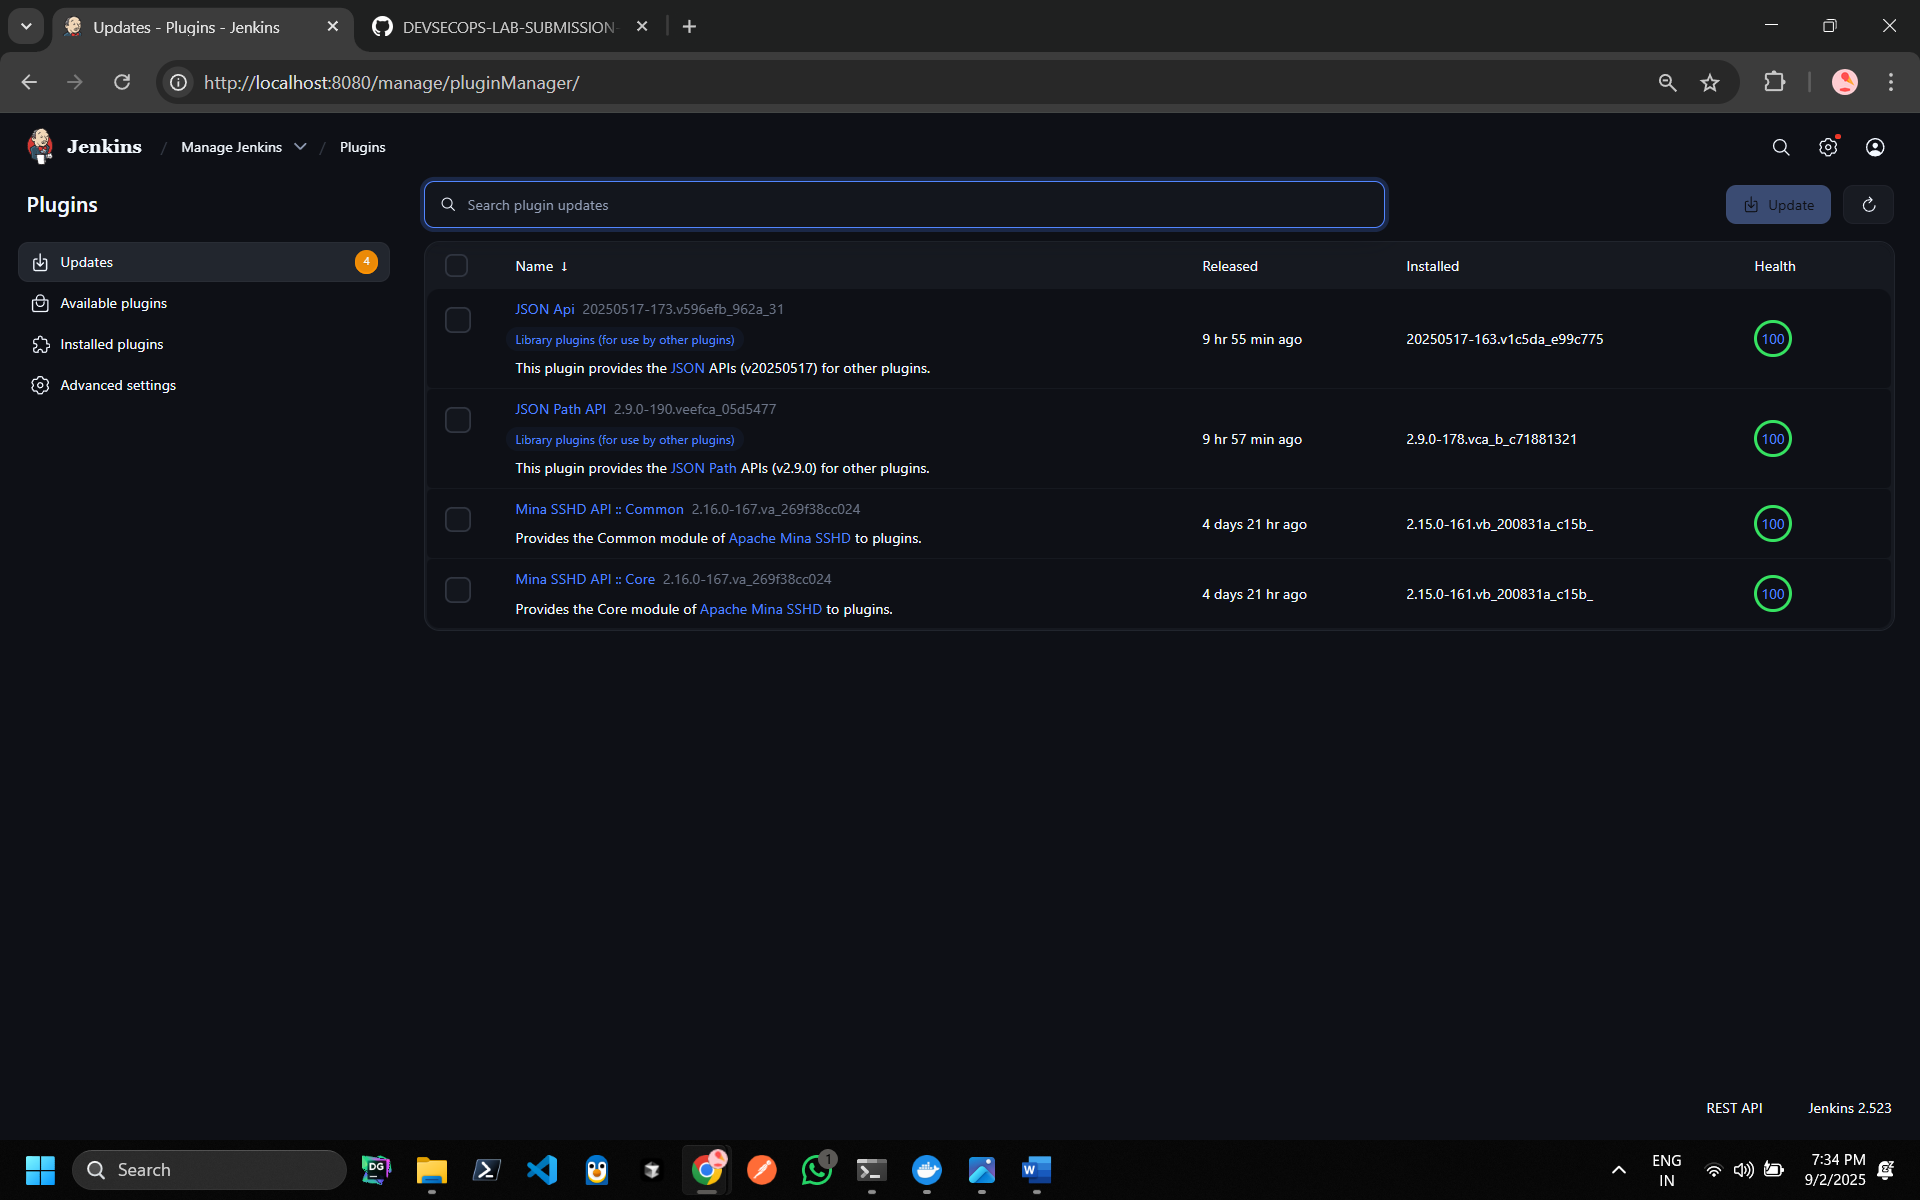 Updates - Plugins - Jenkins
DEVSECOPS-LAB-SUBMISSION-
http://localhost:8080/manage/pluginManager/
Jenkins / Manage Jenkins / Plugins
Plugins
Search plugin updates
Update
Updates 4
Available plugins
Installed plugins
Advanced settings
Name ↓ Released Installed Health
JSON Api 20250517-173.v596efb_962a_31
Library plugins (for use by other plugins)
This plugin provides the JSON APIs (v20250517) for other plugins.
9 hr 55 min ago 20250517-163.v1c5da_e99c775 100
JSON Path API 2.9.0-190.veefca_05d5477
Library plugins (for use by other plugins)
This plugin provides the JSON Path APIs (v2.9.0) for other plugins.
9 hr 57 min ago 2.9.0-178.vca_b_c71881321 100
Mina SSHD API :: Common 2.16.0-167.va_269f38cc024
Provides the Common module of Apache Mina SSHD to plugins.
4 days 21 hr ago 2.15.0-161.vb_200831a_c15b_ 100
Mina SSHD API :: Core 2.16.0-167.va_269f38cc024
Provides the Core module of Apache Mina SSHD to plugins.
4 days 21 hr ago 2.15.0-161.vb_200831a_c15b_ 100
REST API Jenkins 2.523
Search
DG
1
W
ENG
IN
7:34 PM
9/2/2025